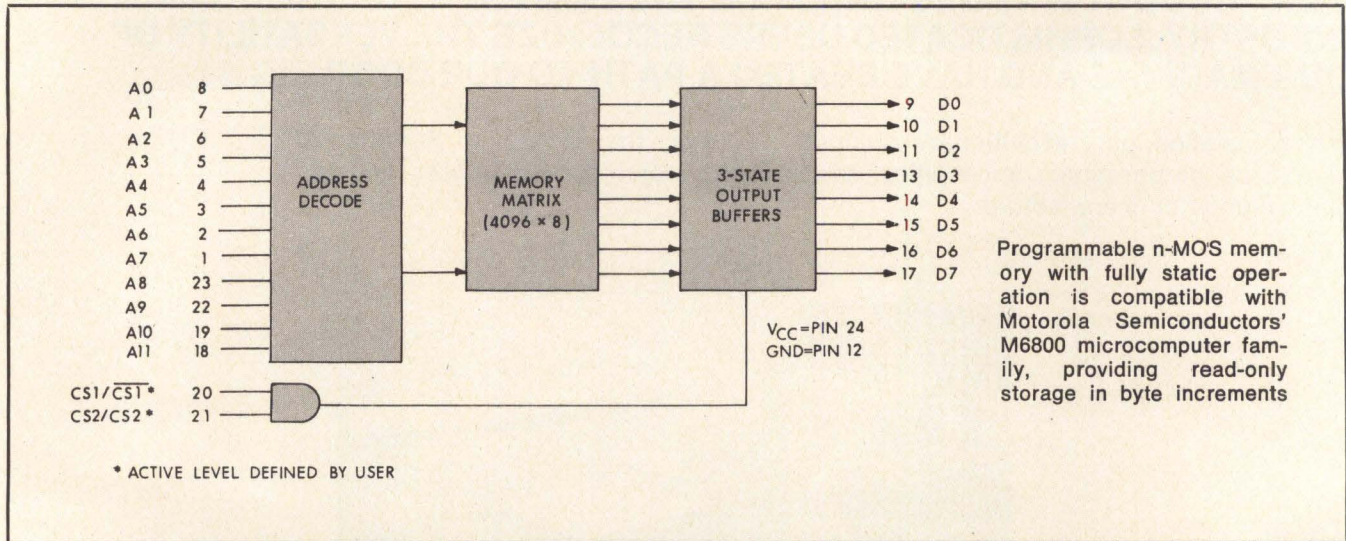 A0 8
A1 7
A2 6
A3 5
A4 4
A5 3
A6 2
A7 1
A8 23
A9 22
A10 19
A11 18
CS1/C̅S̅1̅* 20
CS2/CS2* 21
ADDRESS
DECODE
MEMORY
MATRIX
(4096 × 8)
3-STATE
OUTPUT
BUFFERS
9 D0
10 D1
11 D2
13 D3
14 D4
15 D5
16 D6
17 D7
VCC=PIN 24
GND=PIN 12
* ACTIVE LEVEL DEFINED BY USER
Programmable n-MOS mem-
ory with fully static oper-
ation is compatible with
Motorola Semiconductors'
M6800 microcomputer fam-
ily, providing read-only
storage in byte increments